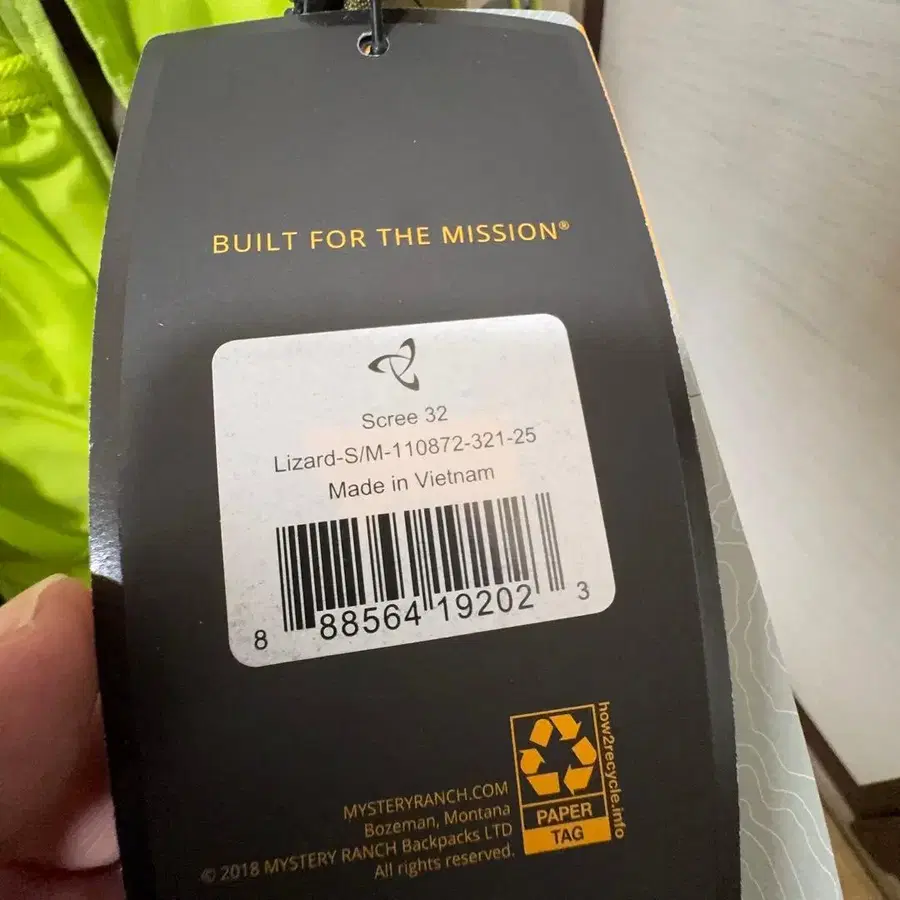 BUILT FOR THE MISSION®
Scree 32
Lizard-S/M-110872-321-25
Made in Vietnam
8 88564 19202 3
how2recycle.info
PAPER
TAG
MYSTERYRANCH.COM
Bozeman, Montana
© 2018 MYSTERY RANCH Backpacks LTD
All rights reserved.